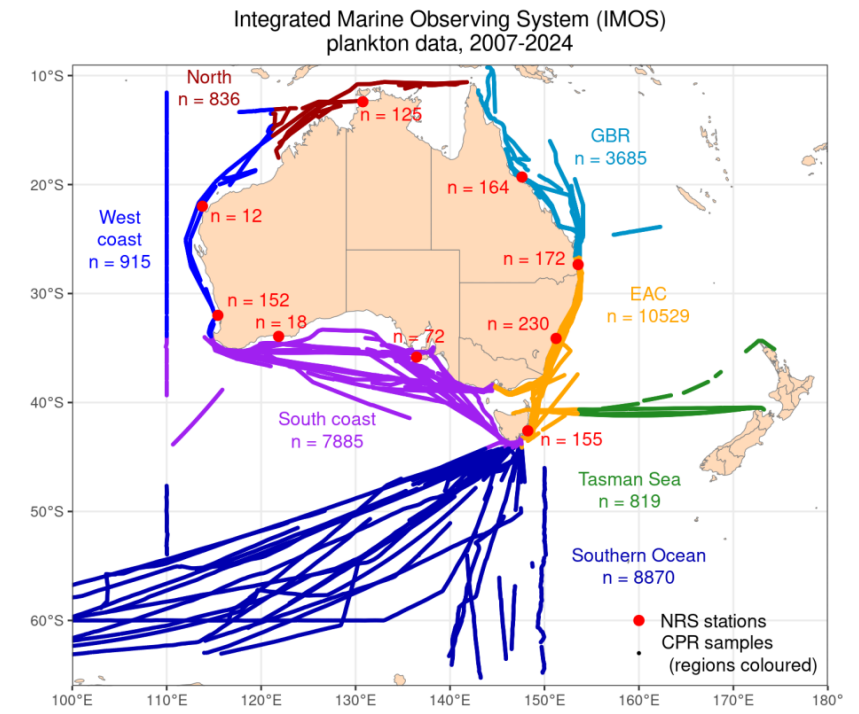 Integrated Marine Observing System (IMOS)
plankton data, 2007-2024
10°S
20°S
30°S
40°S
50°S
60°S
North
n = 836
n = 125
GBR
n = 3685
n = 164
West
coast
n = 915
n = 12
n = 172
n = 152
n = 18
n = 72
n = 230
EAC
n = 10529
South coast
n = 7885
n = 155
Tasman Sea
n = 819
Southern Ocean
n = 8870
NRS stations
CPR samples
(regions coloured)
100°E
110°E
120°E
130°E
140°E
150°E
160°E
170°E
180°